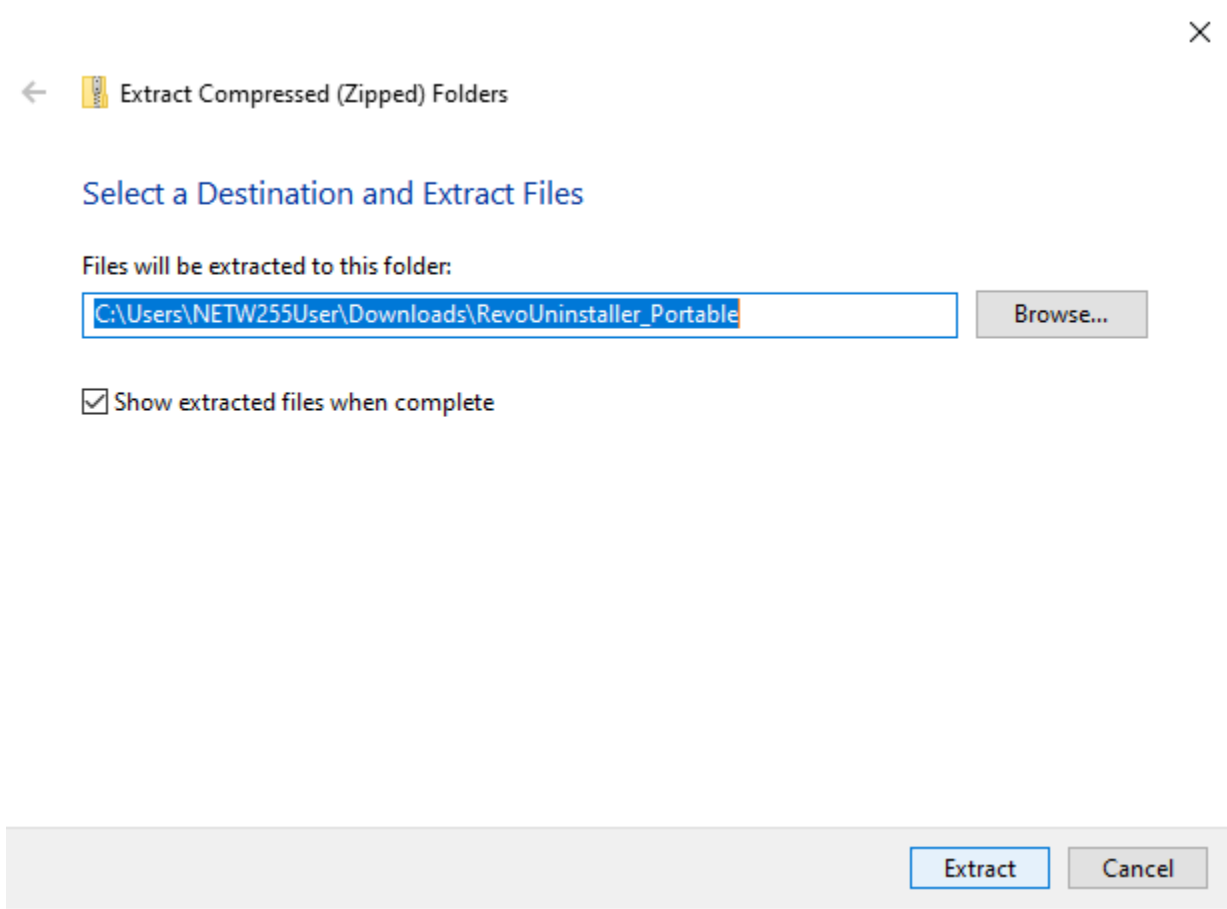 Extract Compressed (Zipped) Folders
Select a Destination and Extract Files
Files will be extracted to this folder:
C:\Users\NETW255User\Downloads\RevoUninstaller_Portable
Browse...
Show extracted files when complete
Extract
Cancel